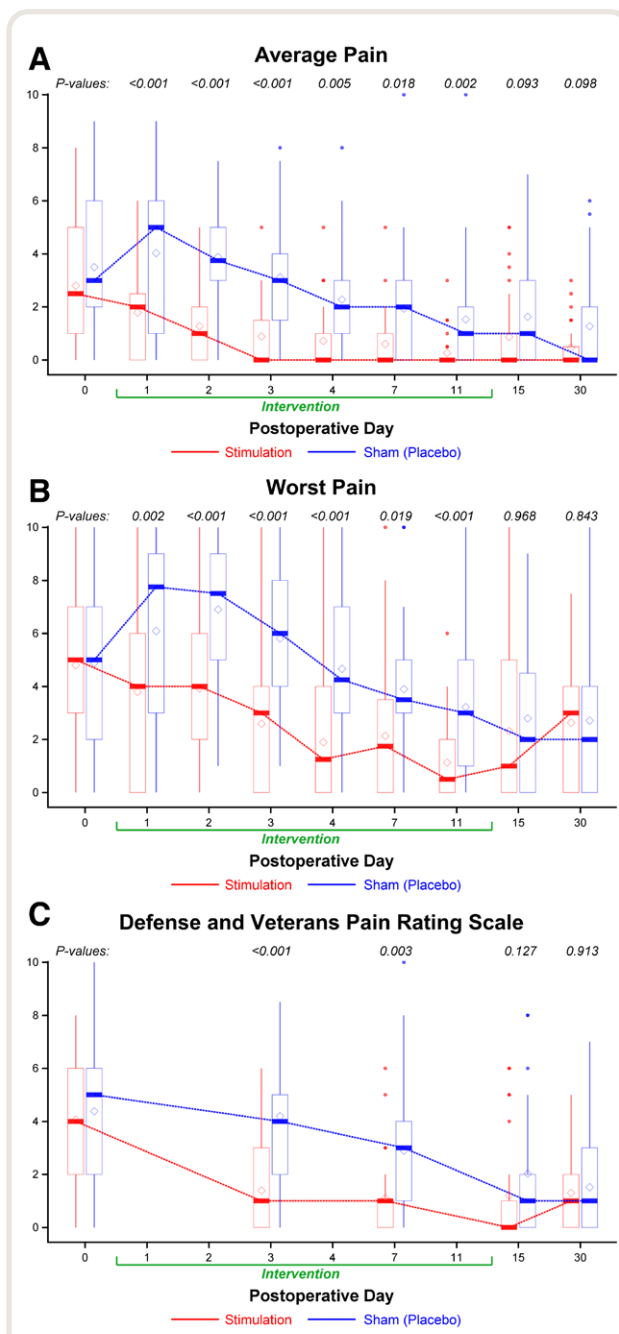 A
Average Pain
P-values: <0.001 <0.001 <0.001 0.005 0.018 0.002 0.093 0.098
10
8
6
4
2
0
0 1 2 3 4 7 11 15 30
Intervention
Postoperative Day
Stimulation Sham (Placebo)
B
Worst Pain
P-values: 0.002 <0.001 <0.001 <0.001 0.019 <0.001 0.968 0.843
10
8
6
4
2
0
0 1 2 3 4 7 11 15 30
Intervention
Postoperative Day
Stimulation Sham (Placebo)
C
Defense and Veterans Pain Rating Scale
P-values: <0.001 0.003 0.127 0.913
10
8
6
4
2
0
0 1 2 3 4 7 11 15 30
Intervention
Postoperative Day
Stimulation Sham (Placebo)